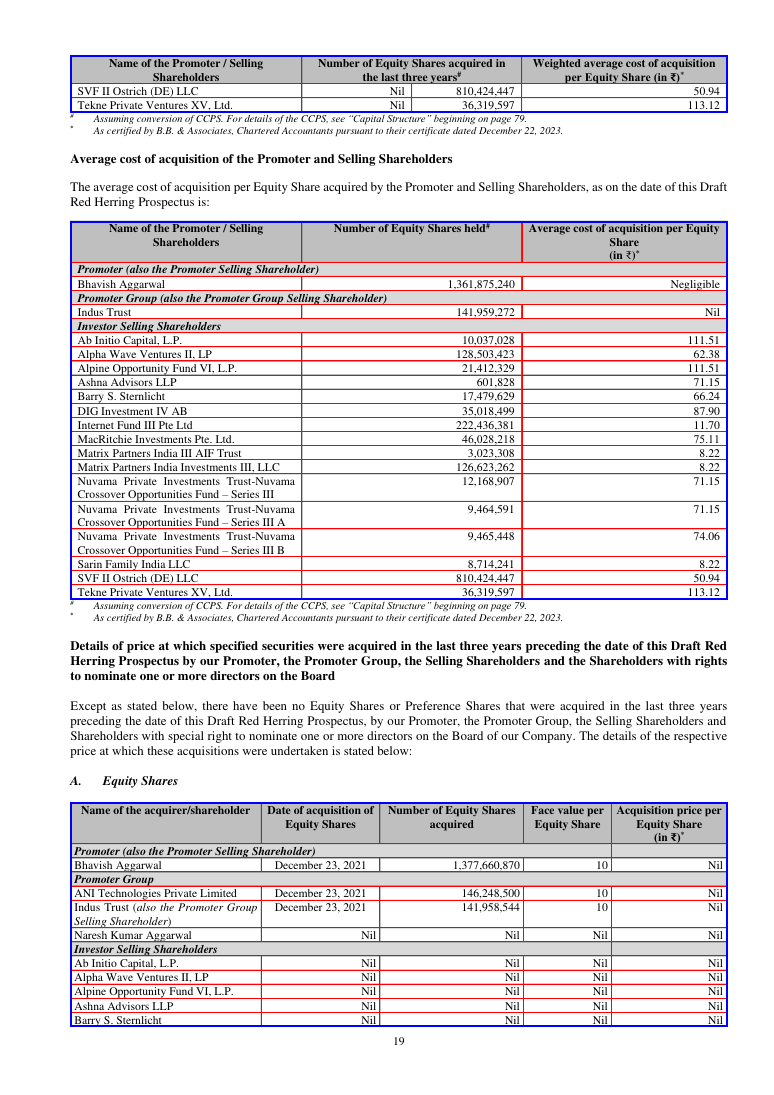 Name of the Promoter / Selling Shareholders | Number of Equity Shares acquired in the last three years# | Weighted average cost of acquisition per Equity Share (in ₹)*
SVF II Ostrich (DE) LLC | Nil | 810,424,447 | 50.94
Tekne Private Ventures XV, Ltd. | Nil | 36,319,597 | 113.12
# Assuming conversion of CCPS. For details of the CCPS, see “Capital Structure” beginning on page 79.
* As certified by B.B. & Associates, Chartered Accountants pursuant to their certificate dated December 22, 2023.
Average cost of acquisition of the Promoter and Selling Shareholders
The average cost of acquisition per Equity Share acquired by the Promoter and Selling Shareholders, as on the date of this Draft
Red Herring Prospectus is:
Name of the Promoter / Selling Shareholders | Number of Equity Shares held# | Average cost of acquisition per Equity Share (in ₹)*
Promoter (also the Promoter Selling Shareholder)
Bhavish Aggarwal | 1,361,875,240 | Negligible
Promoter Group (also the Promoter Group Selling Shareholder)
Indus Trust | 141,959,272 | Nil
Investor Selling Shareholders
Ab Initio Capital, L.P. | 10,037,028 | 111.51
Alpha Wave Ventures II, LP | 128,503,423 | 62.38
Alpine Opportunity Fund VI, L.P. | 21,412,329 | 111.51
Ashna Advisors LLP | 601,828 | 71.15
Barry S. Sternlicht | 17,479,629 | 66.24
DIG Investment IV AB | 35,018,499 | 87.90
Internet Fund III Pte Ltd | 222,436,381 | 11.70
MacRitchie Investments Pte. Ltd. | 46,028,218 | 75.11
Matrix Partners India III AIF Trust | 3,023,308 | 8.22
Matrix Partners India Investments III, LLC | 126,623,262 | 8.22
Nuvama Private Investments Trust-Nuvama Crossover Opportunities Fund – Series III | 12,168,907 | 71.15
Nuvama Private Investments Trust-Nuvama Crossover Opportunities Fund – Series III A | 9,464,591 | 71.15
Nuvama Private Investments Trust-Nuvama Crossover Opportunities Fund – Series III B | 9,465,448 | 74.06
Sarin Family India LLC | 8,714,241 | 8.22
SVF II Ostrich (DE) LLC | 810,424,447 | 50.94
Tekne Private Ventures XV, Ltd. | 36,319,597 | 113.12
# Assuming conversion of CCPS. For details of the CCPS, see “Capital Structure” beginning on page 79.
* As certified by B.B. & Associates, Chartered Accountants pursuant to their certificate dated December 22, 2023.
Details of price at which specified securities were acquired in the last three years preceding the date of this Draft Red
Herring Prospectus by our Promoter, the Promoter Group, the Selling Shareholders and the Shareholders with rights
to nominate one or more directors on the Board
Except as stated below, there have been no Equity Shares or Preference Shares that were acquired in the last three years
preceding the date of this Draft Red Herring Prospectus, by our Promoter, the Promoter Group, the Selling Shareholders and
Shareholders with special right to nominate one or more directors on the Board of our Company. The details of the respective
price at which these acquisitions were undertaken is stated below:
A. Equity Shares
Name of the acquirer/shareholder | Date of acquisition of Equity Shares | Number of Equity Shares acquired | Face value per Equity Share | Acquisition price per Equity Share (in ₹)*
Promoter (also the Promoter Selling Shareholder)
Bhavish Aggarwal | December 23, 2021 | 1,377,660,870 | 10 | Nil
Promoter Group
ANI Technologies Private Limited | December 23, 2021 | 146,248,500 | 10 | Nil
Indus Trust (also the Promoter Group Selling Shareholder) | December 23, 2021 | 141,958,544 | 10 | Nil
Naresh Kumar Aggarwal | Nil | Nil | Nil | Nil
Investor Selling Shareholders
Ab Initio Capital, L.P. | Nil | Nil | Nil | Nil
Alpha Wave Ventures II, LP | Nil | Nil | Nil | Nil
Alpine Opportunity Fund VI, L.P. | Nil | Nil | Nil | Nil
Ashna Advisors LLP | Nil | Nil | Nil | Nil
Barry S. Sternlicht | Nil | Nil | Nil | Nil
19